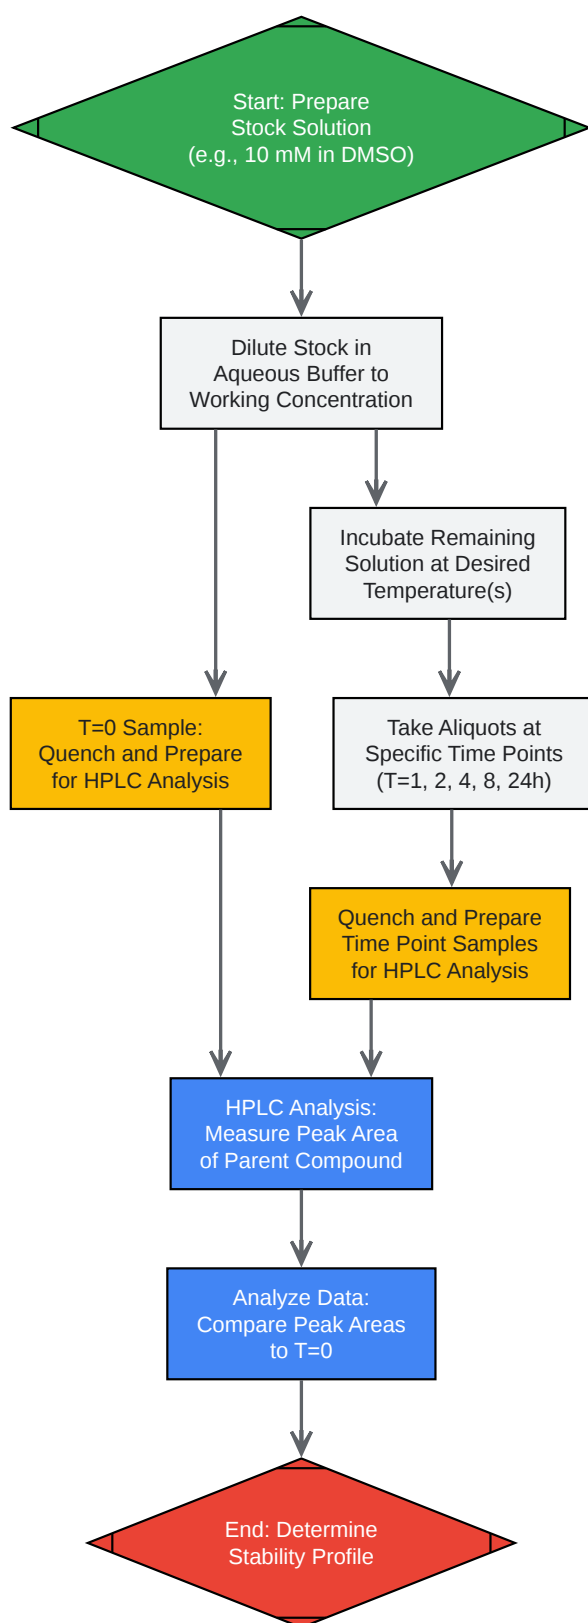 Start: Prepare
Stock Solution
(e.g., 10 mM in DMSO)
Dilute Stock in
Aqueous Buffer to
Working Concentration
Incubate Remaining
Solution at Desired
Temperature(s)
T=0 Sample:
Quench and Prepare
for HPLC Analysis
Take Aliquots at
Specific Time Points
(T=1, 2, 4, 8, 24h)
Quench and Prepare
Time Point Samples
for HPLC Analysis
HPLC Analysis:
Measure Peak Area
of Parent Compound
Analyze Data:
Compare Peak Areas
to T=0
End: Determine
Stability Profile